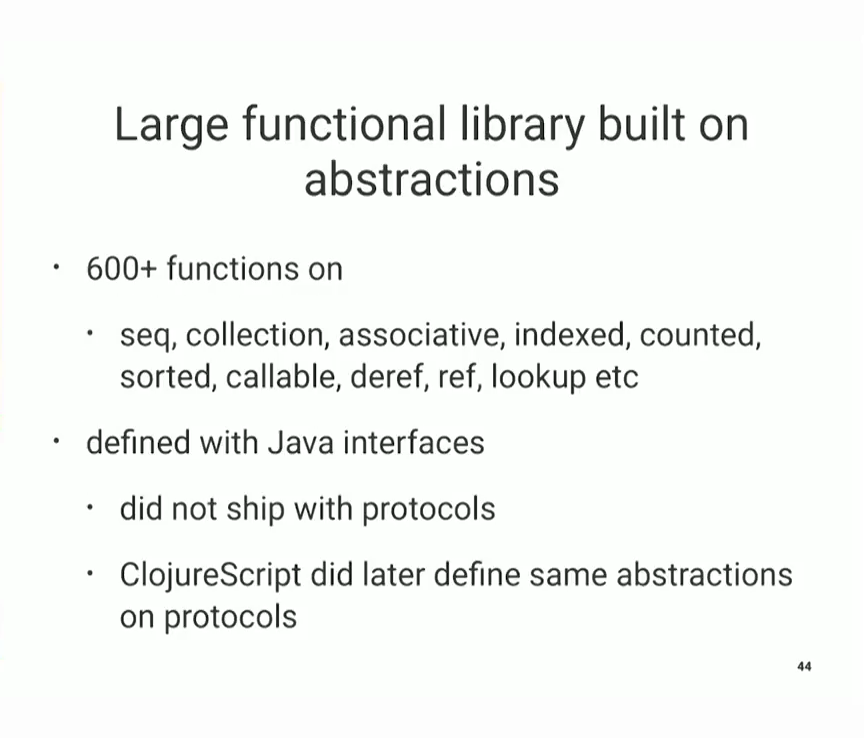 Large functional library built on
abstractions
• 600+ functions on
• seq, collection, associative, indexed, counted,
sorted, callable, deref, ref, lookup etc
• defined with Java interfaces
• did not ship with protocols
• ClojureScript did later define same abstractions
on protocols
44